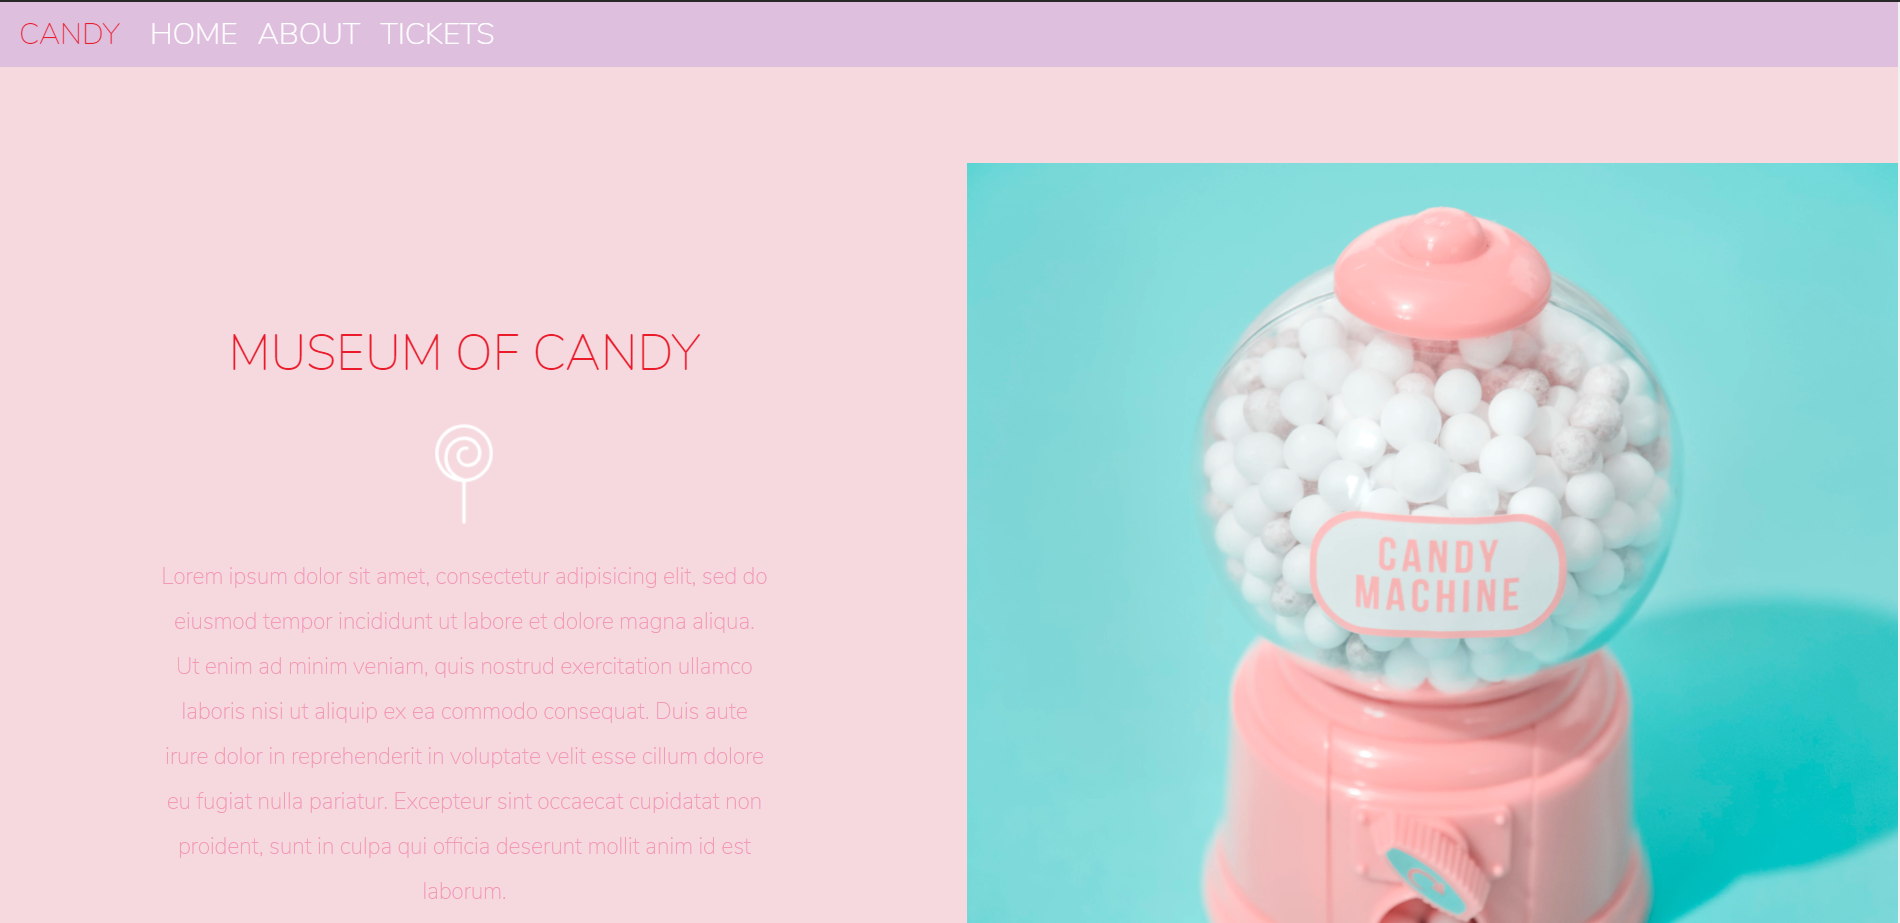 CANDY HOME ABOUT TICKETS
MUSEUM OF CANDY
Lorem ipsum dolor sit amet, consectetur adipisicing elit, sed do
eiusmod tempor incididunt ut labore et dolore magna aliqua.
Ut enim ad minim veniam, quis nostrud exercitation ullamco
laboris nisi ut aliquip ex ea commodo consequat. Duis aute
irure dolor in reprehenderit in voluptate velit esse cillum dolore
eu fugiat nulla pariatur. Excepteur sint occaecat cupidatat non
proident, sunt in culpa qui officia deserunt mollit anim id est
laborum.
CANDY
MACHINE